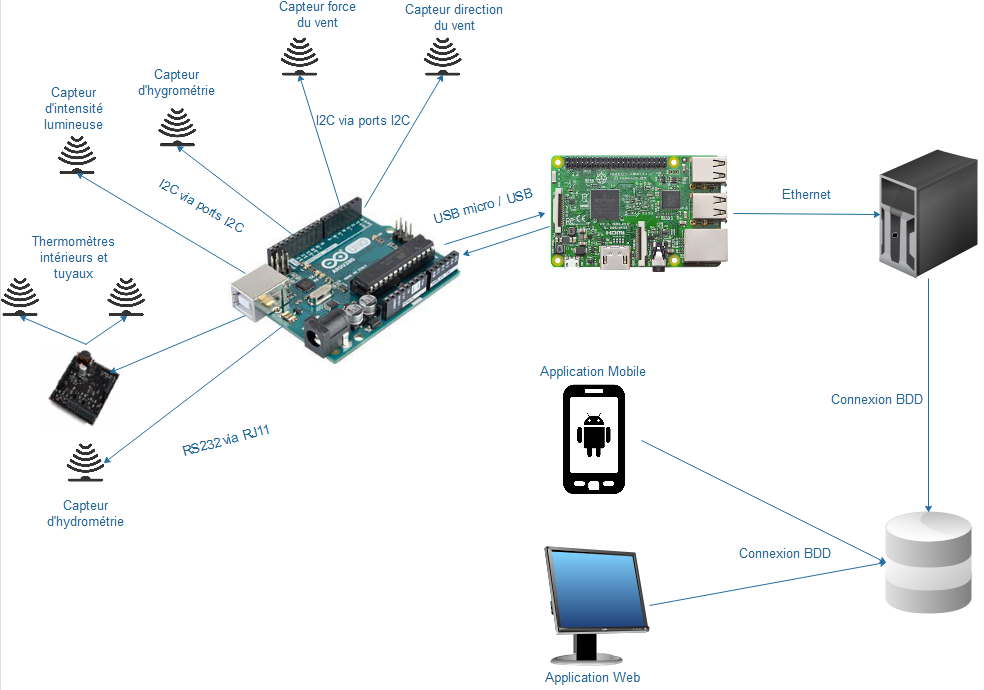 Capteur force
du vent
Capteur direction
du vent
Capteur
d'hygrométrie
Capteur
d'intensité
lumineuse
I2C via ports I2C
I2C via ports I2C
USB micro / USB
Ethernet
Thermomètres
intérieurs et
tuyaux
ARDUINO
HDMI
Application Mobile
Connexion BDD
RS232 via RJ11
Capteur
d'hydrométrie
Connexion BDD
Application Web